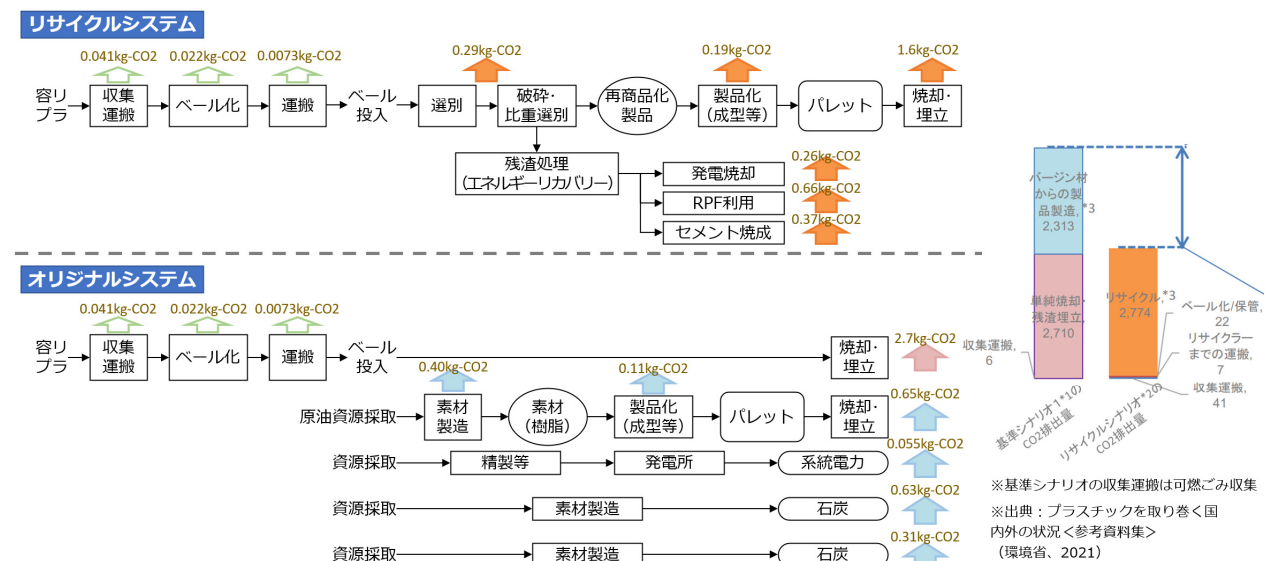 リサイクルシステム
0.041kg-CO2
0.022kg-CO2
0.0073kg-CO2
0.29kg-CO2
0.19kg-CO2
1.6kg-CO2
容リ
プラ
収集
運搬
ベール化
運搬
ベール
投入
選別
破砕・
比重選別
再商品化
製品
製品化
(成型等)
パレット
焼却・
埋立
残渣処理
(エネルギーリカバリー)
発電焼却
0.26kg-CO2
RPF利用
0.66kg-CO2
セメント焼成
0.37kg-CO2
オリジナルシステム
0.041kg-CO2
0.022kg-CO2
0.0073kg-CO2
容リ
プラ
収集
運搬
ベール化
運搬
ベール
投入
焼却・
埋立
2.7kg-CO2
0.40kg-CO2
0.11kg-CO2
原油資源採取
素材
製造
素材
(樹脂)
製品化
(成型等)
パレット
焼却・
埋立
0.65kg-CO2
資源採取
精製等
発電所
系統電力
0.055kg-CO2
資源採取
素材製造
石炭
0.63kg-CO2
資源採取
素材製造
石炭
0.31kg-CO2
バージン材
からの製
品製造,*3
2,313
単純焼却・
残渣埋立,
2,710
収集運搬,
6
リサイクル,*3
2,774
ベール化/保管,
22
リサイクラー
までの運搬,
7
収集運搬,
41
基準シナリオ1*1の
CO2排出量
リサイクルシナリオ*2の
CO2排出量
※基準シナリオの収集運搬は可燃ごみ収集
※出典：プラスチックを取り巻く国
内外の状況＜参考資料集＞
（環境省、2021）